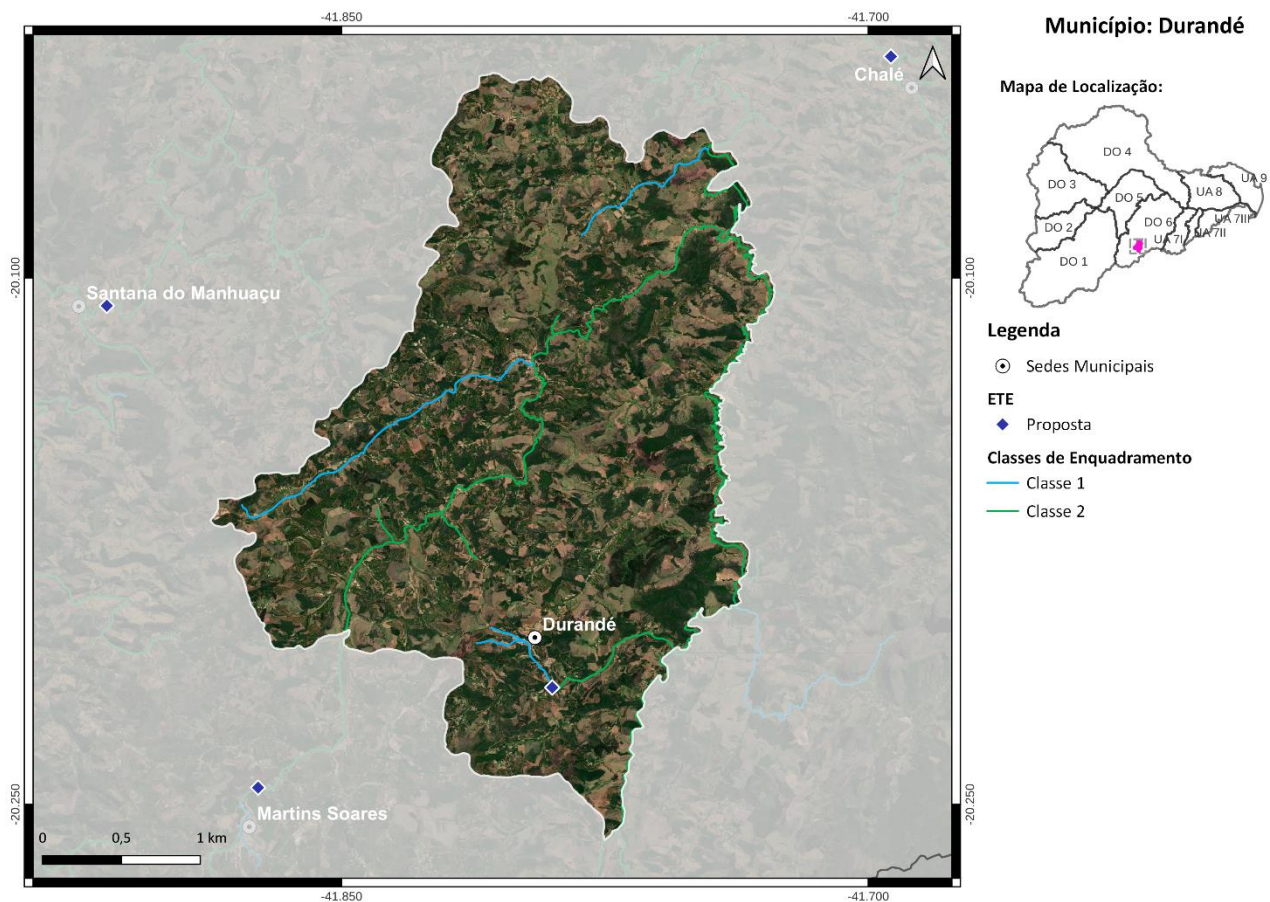 Município: Durandé
-41.850
-41.700
Chalé
Mapa de Localização:
DO 4
DO 3
DO 5
UA 8
UA 9
DO 2
DO 6
UA 7III
UA 7II
UA 7I
DO 1
-20.100
-20.100
Santana do Manhuaçu
Legenda
Sedes Municipais
ETE
Proposta
Classes de Enquadramento
Classe 1
Classe 2
Durandé
-20.250
-20.250
Martins Soares
0
0,5
1 km
-41.850
-41.700